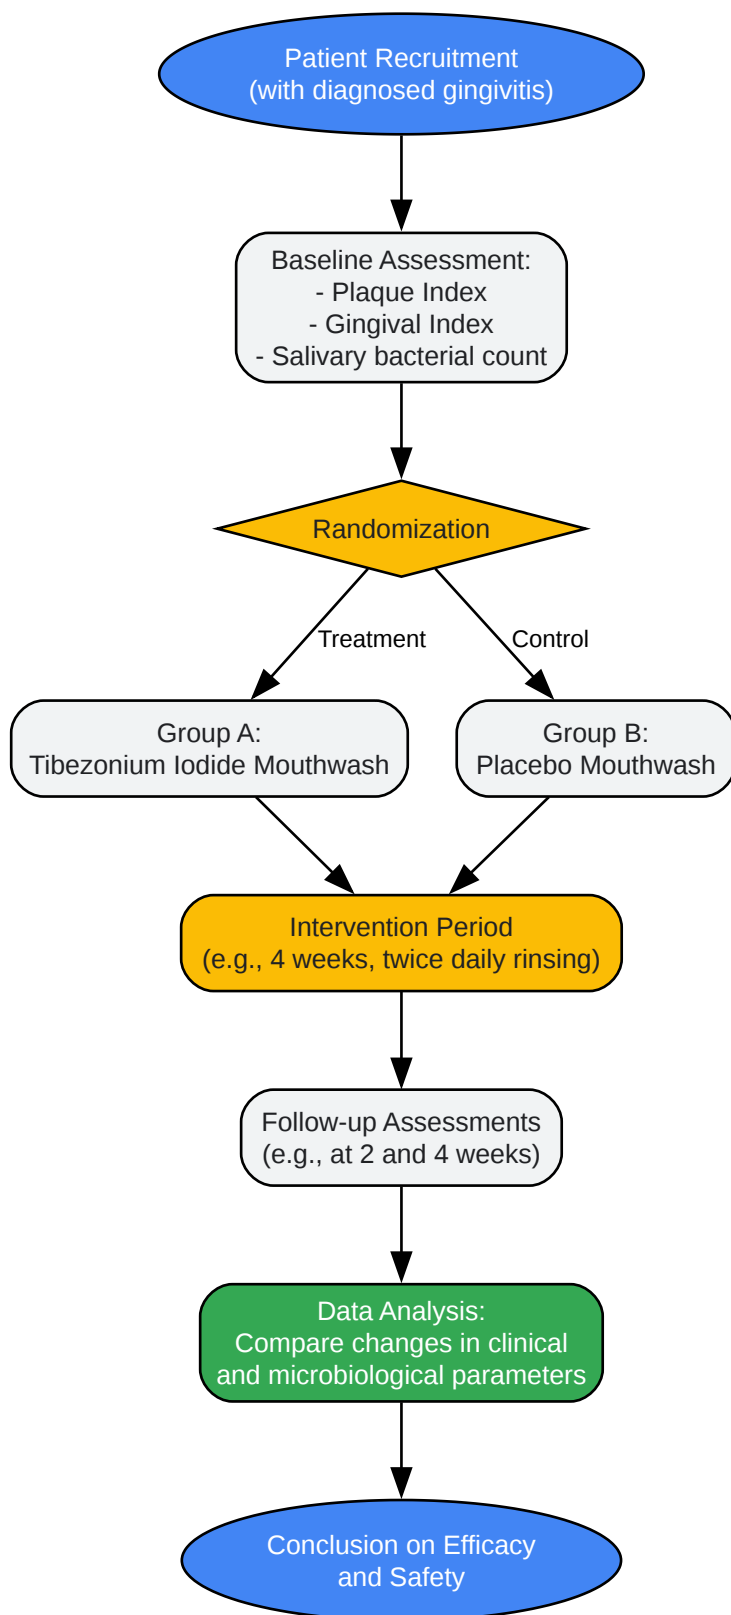 Patient Recruitment
(with diagnosed gingivitis)
Baseline Assessment:
- Plaque Index
- Gingival Index
- Salivary bacterial count
Randomization
Treatment
Control
Group A:
Tibezonium Iodide Mouthwash
Group B:
Placebo Mouthwash
Intervention Period
(e.g., 4 weeks, twice daily rinsing)
Follow-up Assessments
(e.g., at 2 and 4 weeks)
Data Analysis:
Compare changes in clinical
and microbiological parameters
Conclusion on Efficacy
and Safety